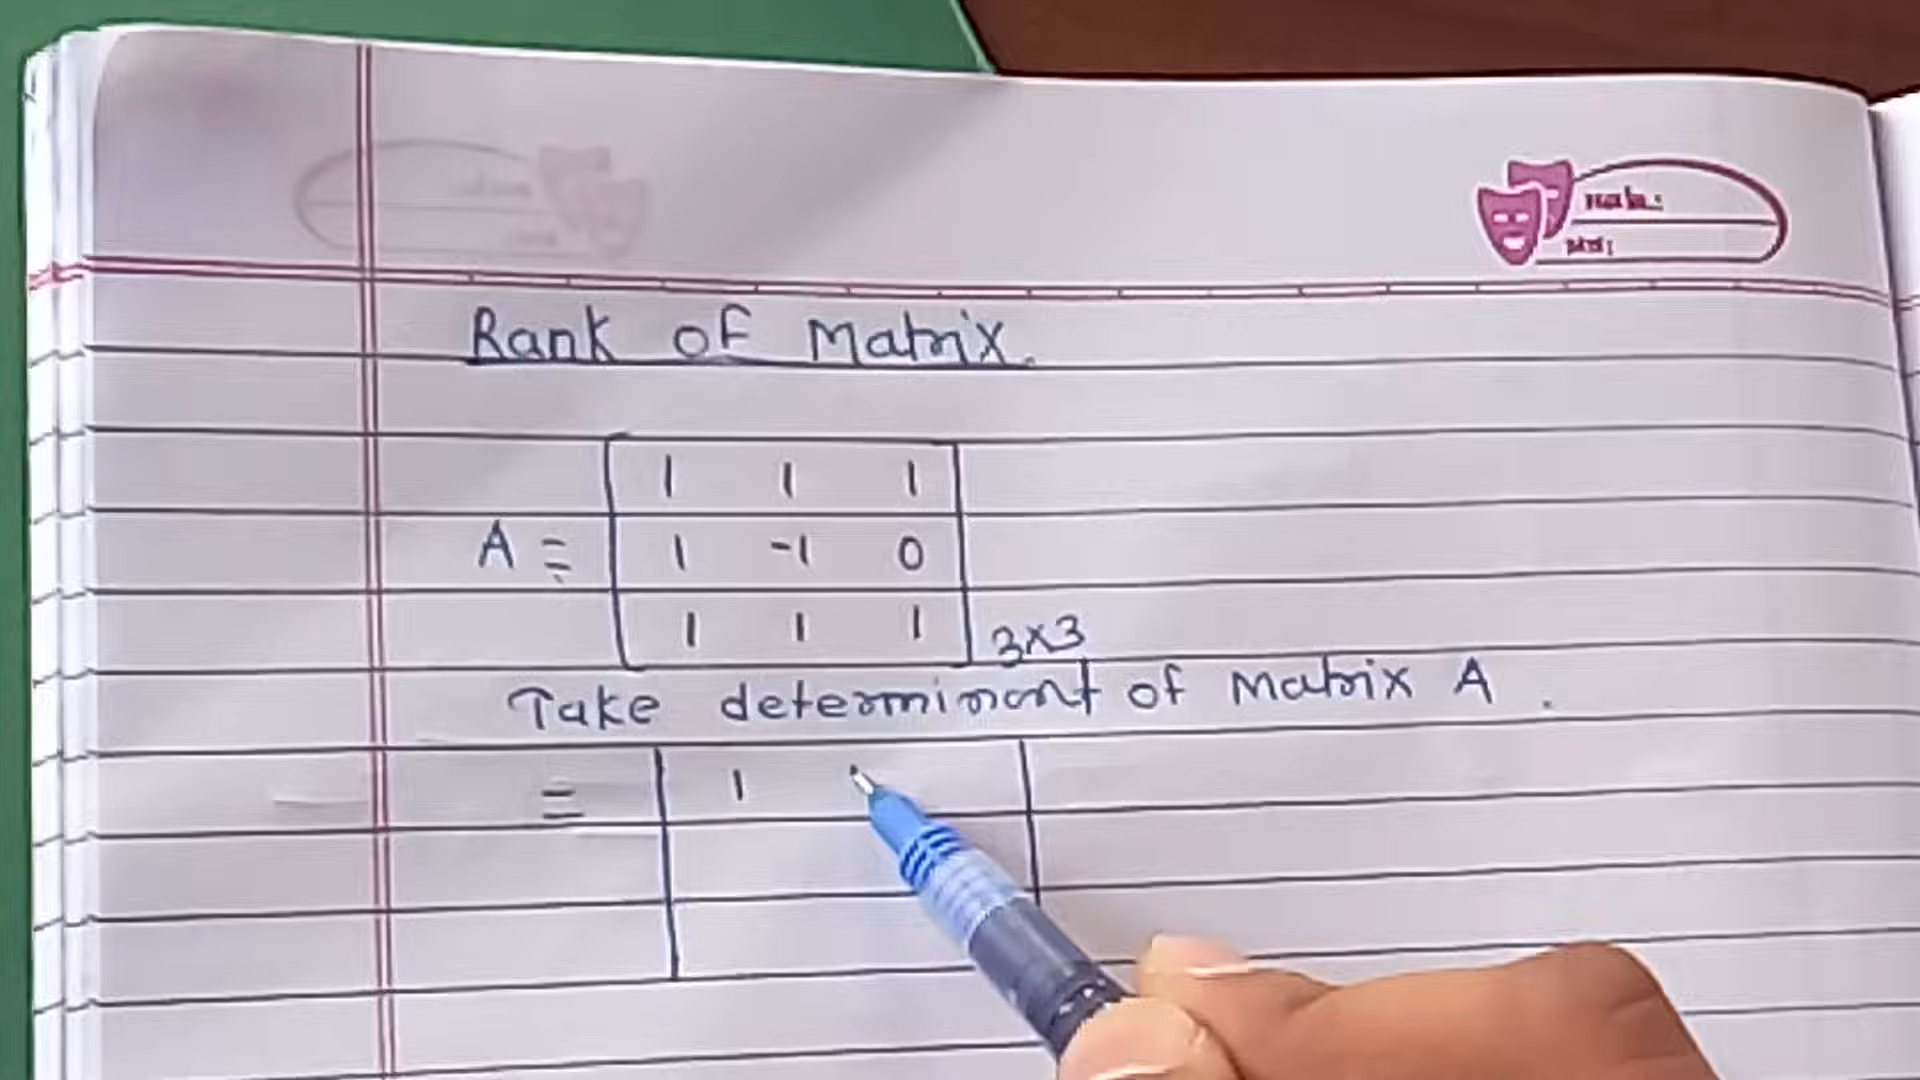 Rank of Matrix.
1 1 1
A = 1 -1 0
1 1 1 3x3
Take determinant of Matrix A .
= 1